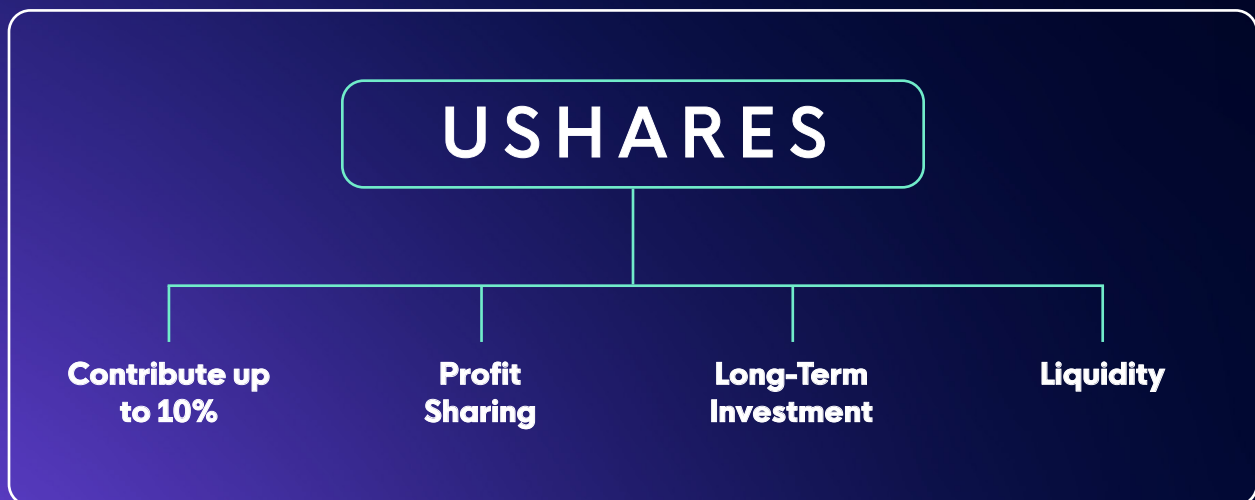 USHARES
Contribute up
to 10%
Profit
Sharing
Long-Term
Investment
Liquidity